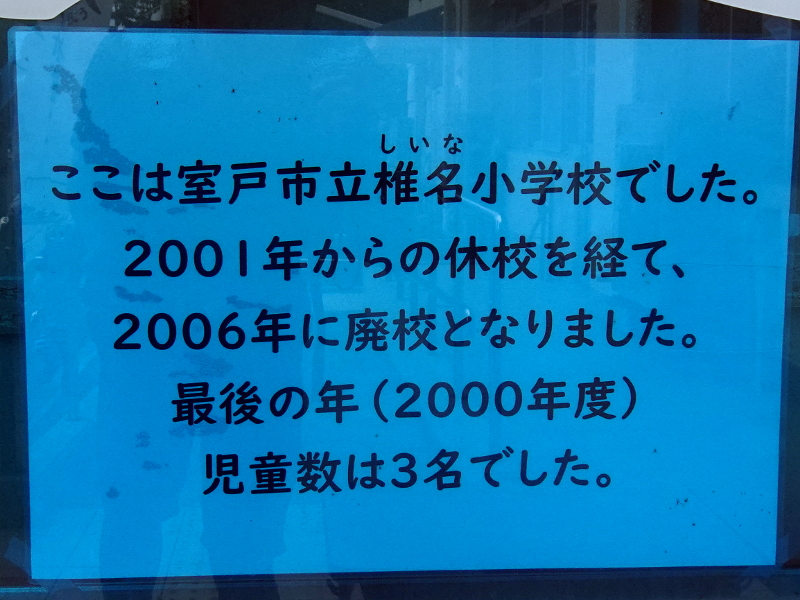 しいな
ここは室戸市立椎名小学校でした。
2001年からの休校を経て、
2006年に廃校となりました。
最後の年（2000年度）
児童数は3名でした。